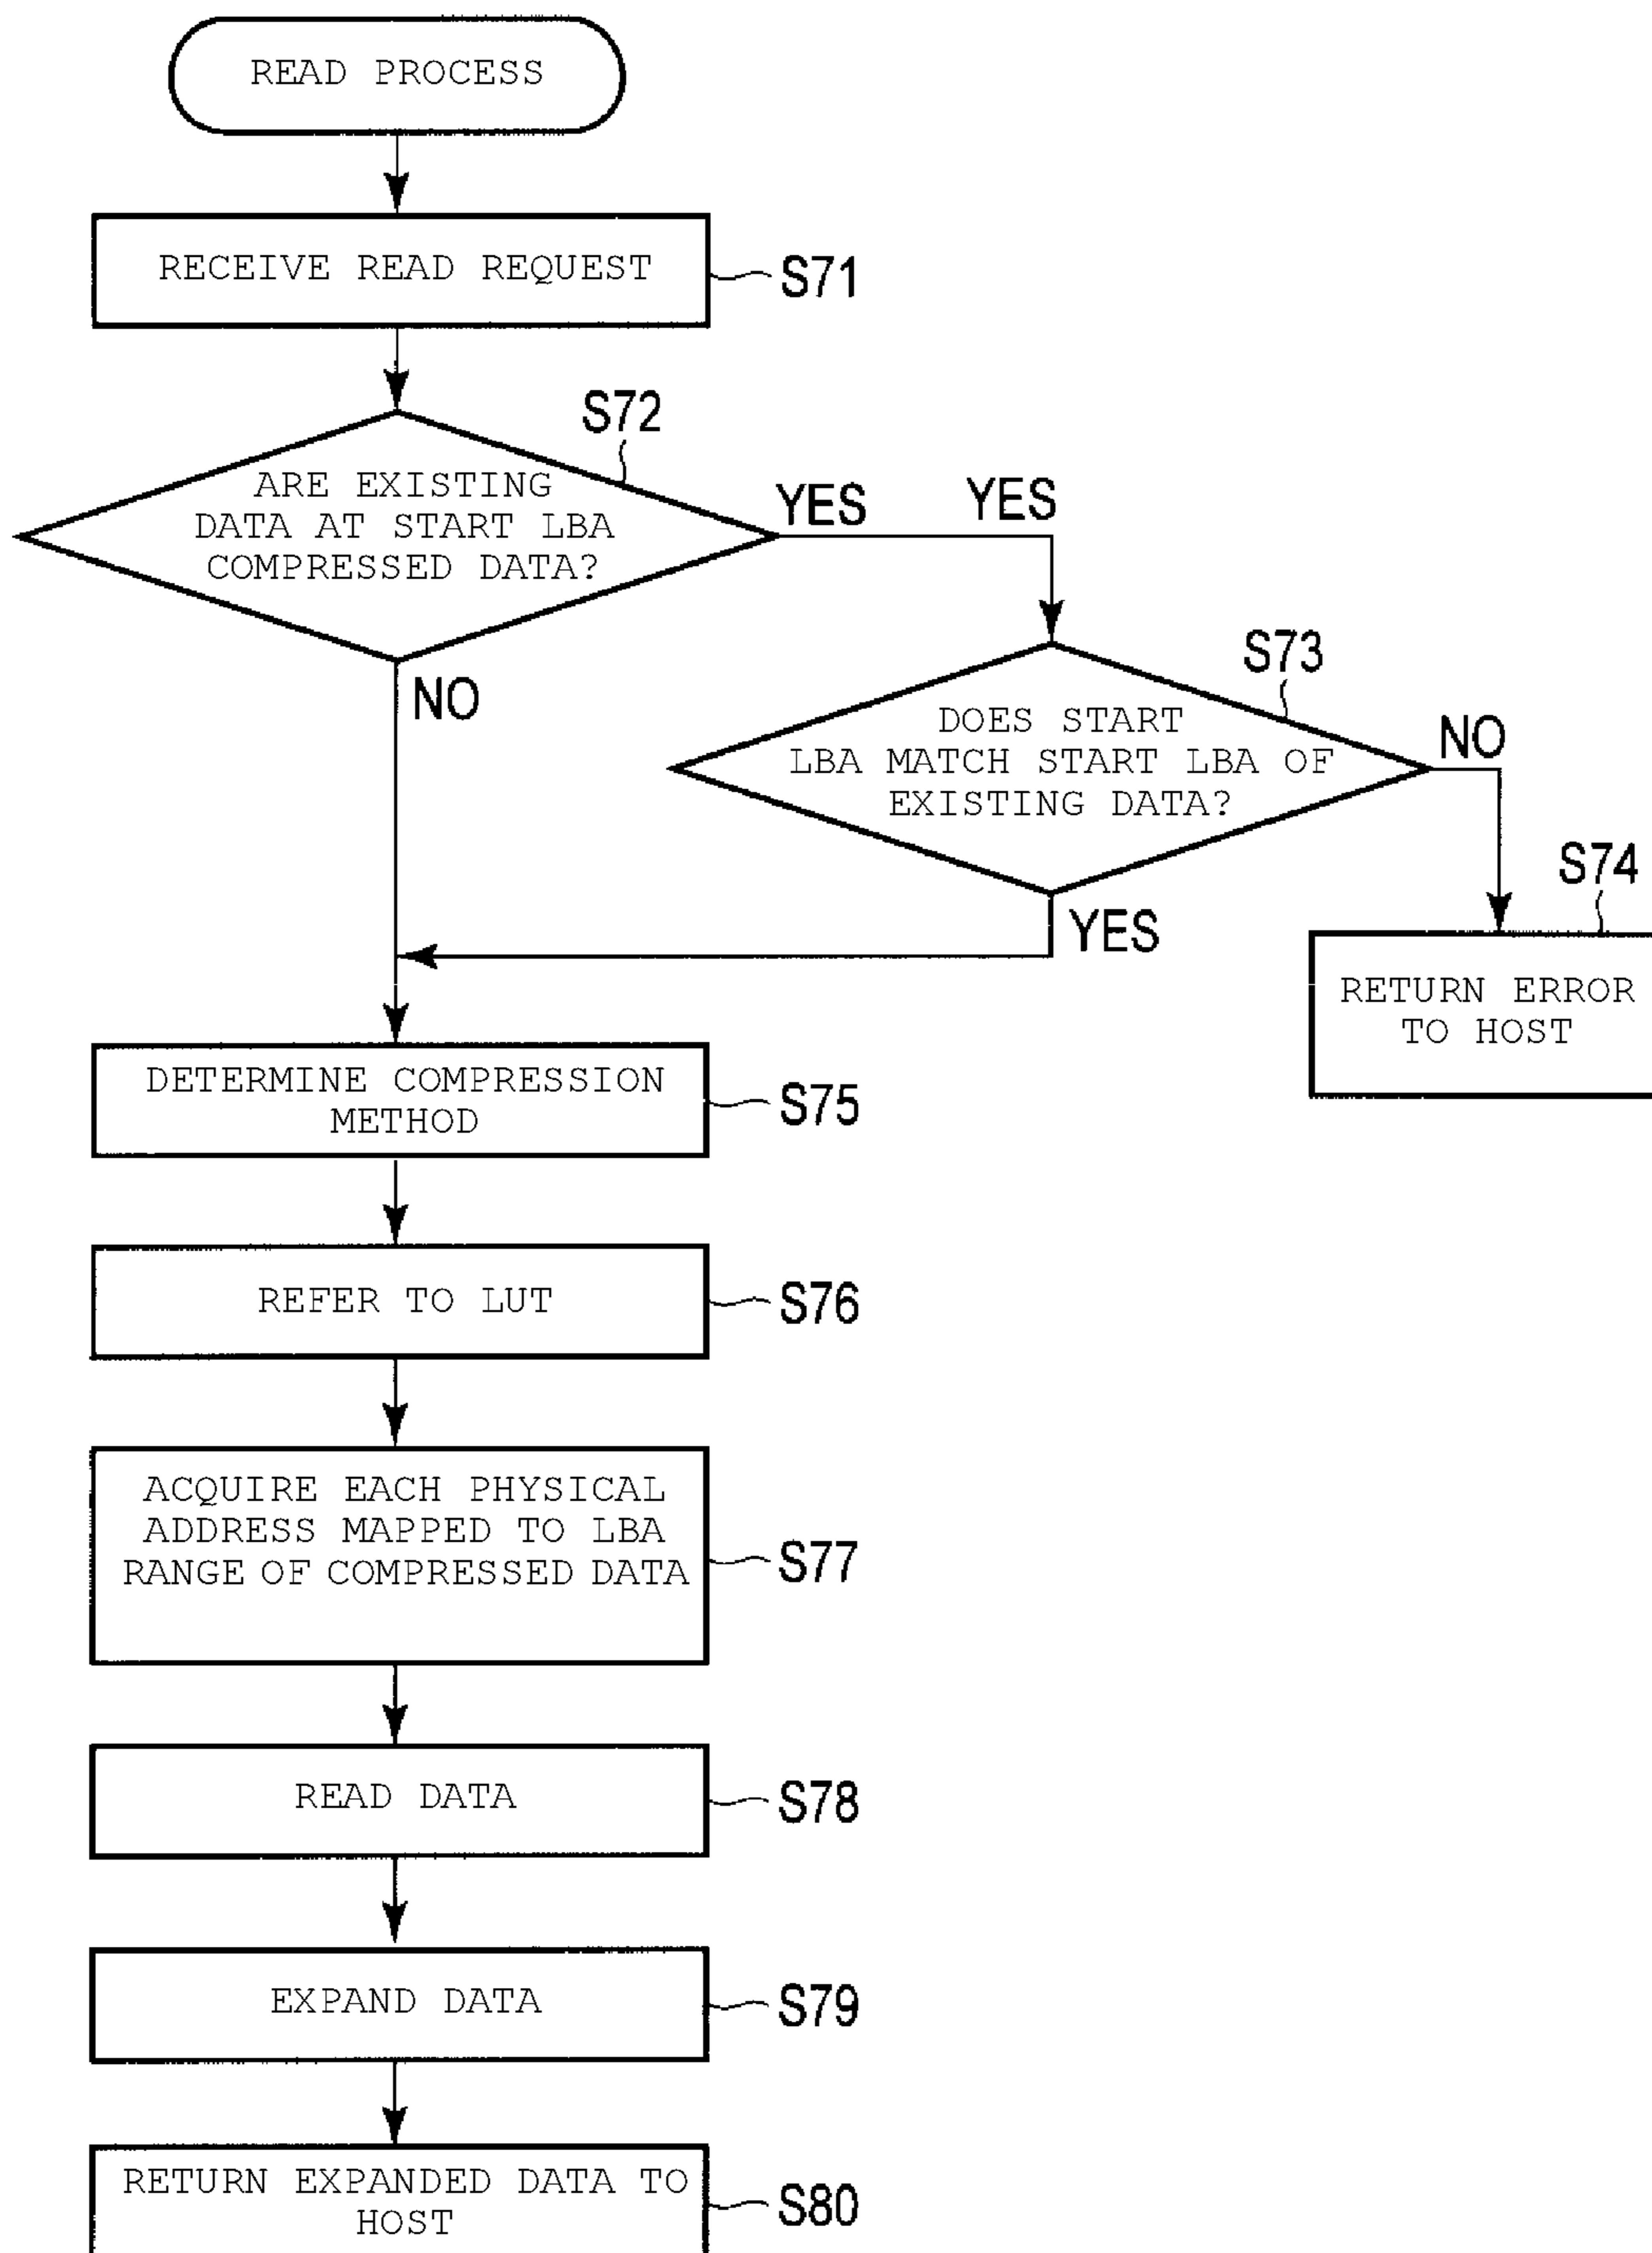 READ PROCESS
RECEIVE READ REQUEST
S71
S72
ARE EXISTING
DATA AT START LBA
COMPRESSED DATA?
YES
YES
NO
S73
DOES START
LBA MATCH START LBA OF
EXISTING DATA?
NO
YES
S74
RETURN ERROR
TO HOST
DETERMINE COMPRESSION
METHOD
S75
REFER TO LUT
S76
ACQUIRE EACH PHYSICAL
ADDRESS MAPPED TO LBA
RANGE OF COMPRESSED DATA
S77
READ DATA
S78
EXPAND DATA
S79
RETURN EXPANDED DATA TO
HOST
S80